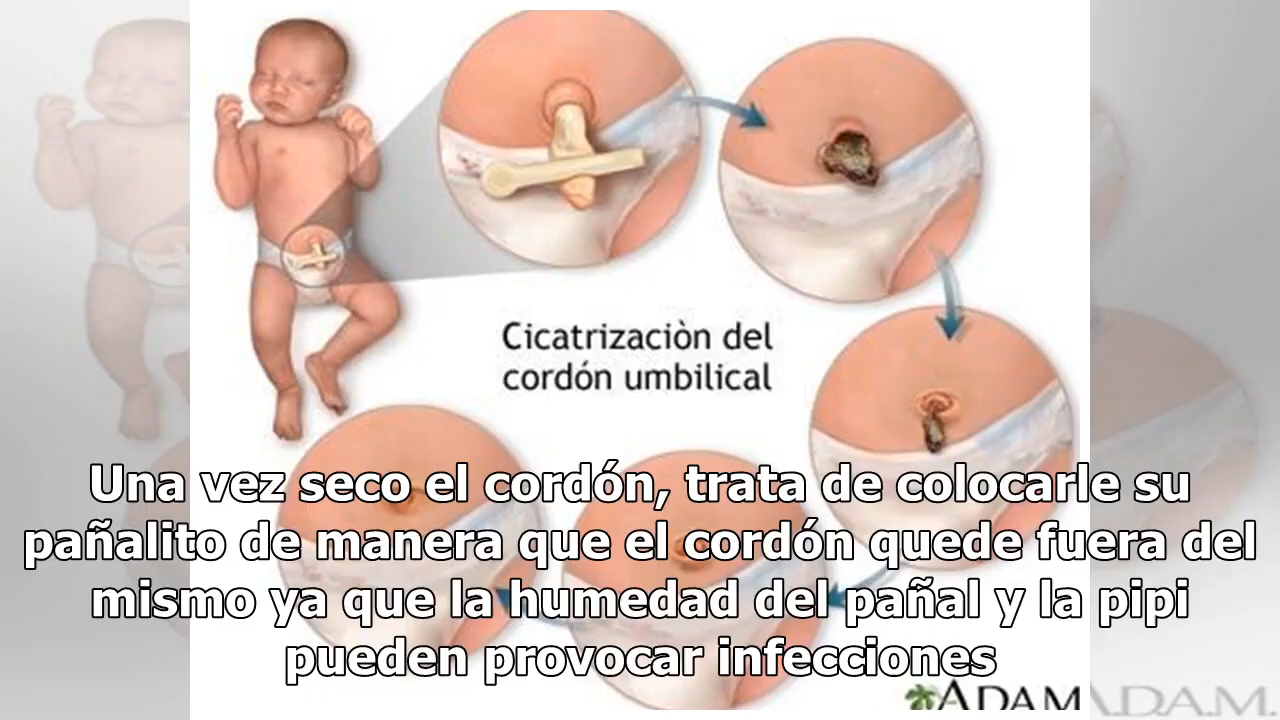 Cicatrizaciòn del
cordón umbilical
Una vez seco el cordón, trata de colocarle su
pañalito de manera que el cordón quede fuera del
mismo ya que la humedad del pañal y la pipi
pueden provocar infecciones
ADAM
A.D.A.M.